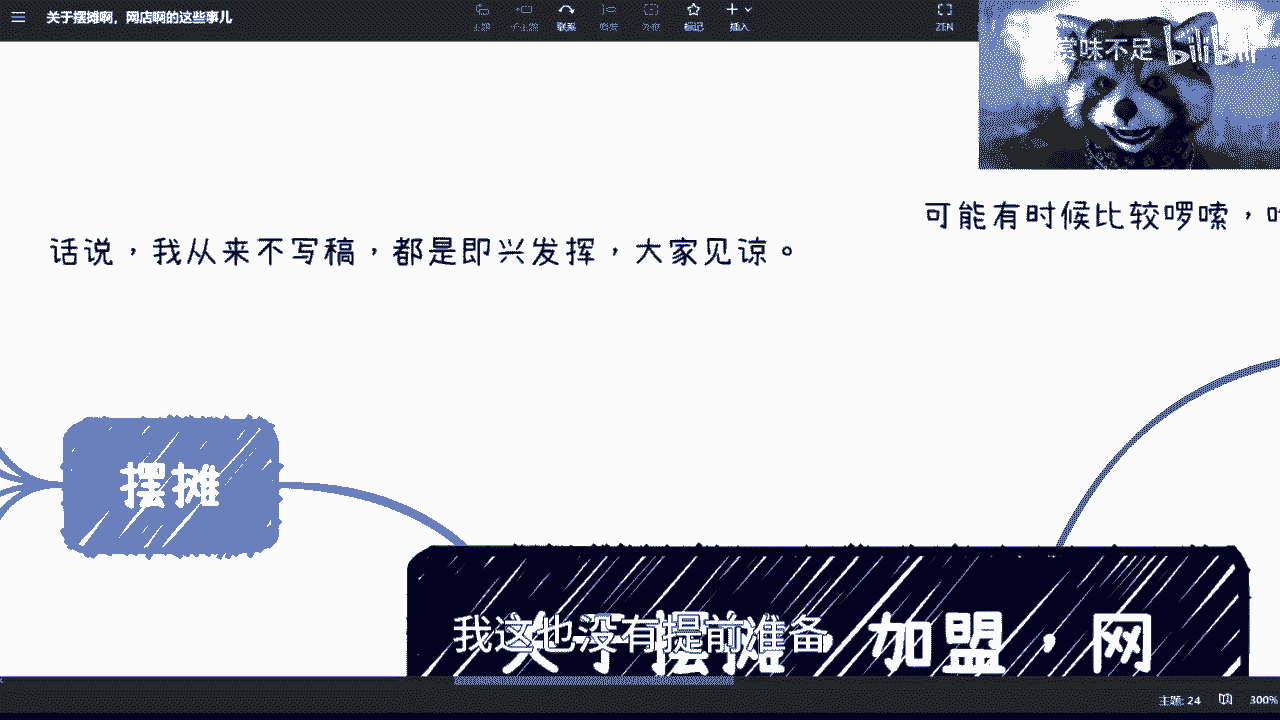 关于摆摊啊，网店啊的这些事儿
主题
子主题
联系
概要
外框
标记
插入
ZEN
赏味不足 bilibili
可能有时候比较啰嗦，
话说，我从来不写稿，都是即兴发挥，大家见谅。
摆摊
关于摆摊，加盟，网
我这也没有提前准备
主题: 24
300%